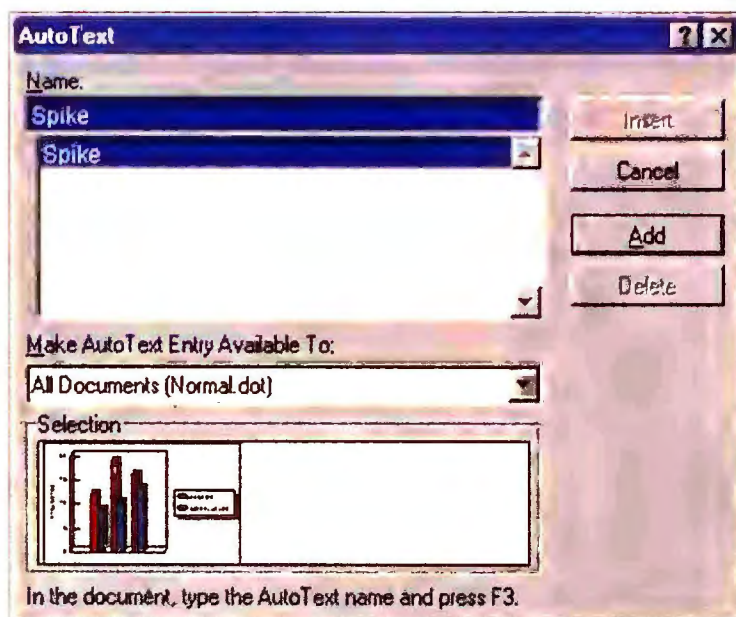 AutoText
Name:
Spike
Spike
Insert
Cancel
Add
Delete
Make AutoText Entry Available To:
All Documents (Normal.dot)
Selection
In the document, type the AutoText name and press F3.